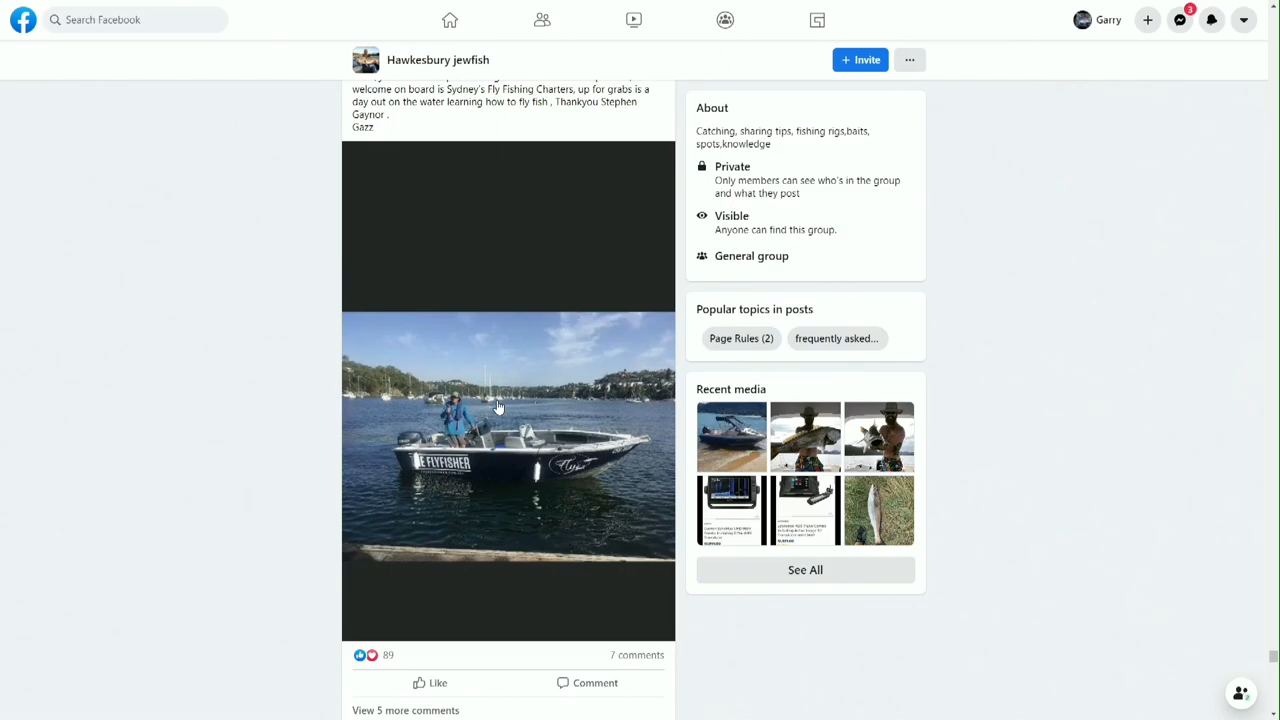 Search Facebook
Garry
3
Hawkesbury jewfish
+ Invite
welcome on board is Sydney's Fly Fishing Charters, up for grabs is a
day out on the water learning how to fly fish , Thankyou Stephen
Gaynor .
Gazz
FLYFISHER
89
7 comments
Like
Comment
View 5 more comments
About
Catching, sharing tips, fishing rigs,baits,
spots,knowledge
Private
Only members can see who's in the group
and what they post
Visible
Anyone can find this group.
General group
Popular topics in posts
Page Rules (2)
frequently asked...
Recent media
See All